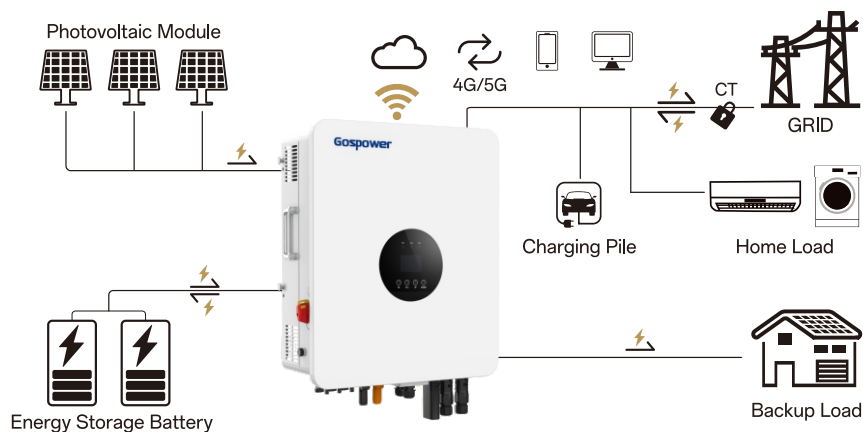 Photovoltaic Module
4G/5G
CT
GRID
Gospower
Charging Pile
Home Load
Energy Storage Battery
Backup Load